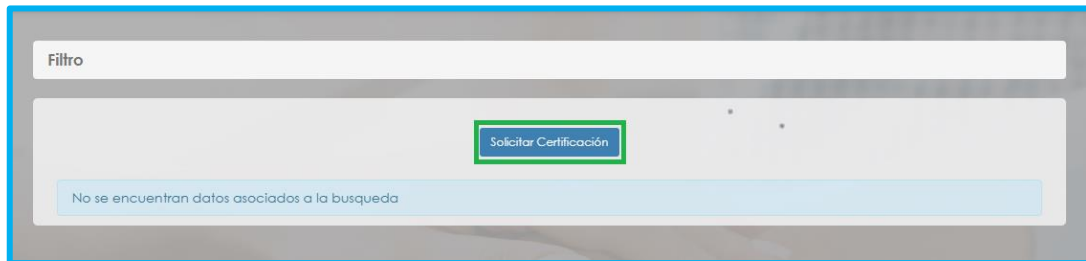 Filtro
Solicitar Certificación
No se encuentran datos asociados a la busqueda